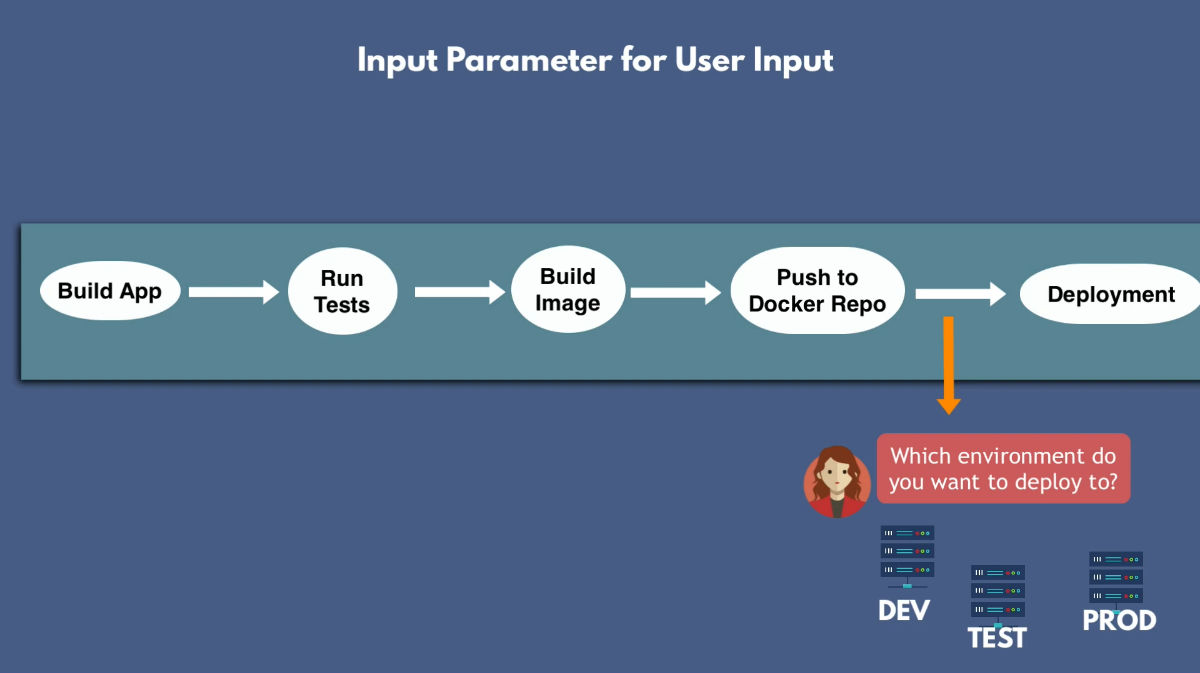 Input Parameter for User Input
Build App
Run
Tests
Build
Image
Push to
Docker Repo
Deployment
Which environment do
you want to deploy to?
DEV
TEST
PROD